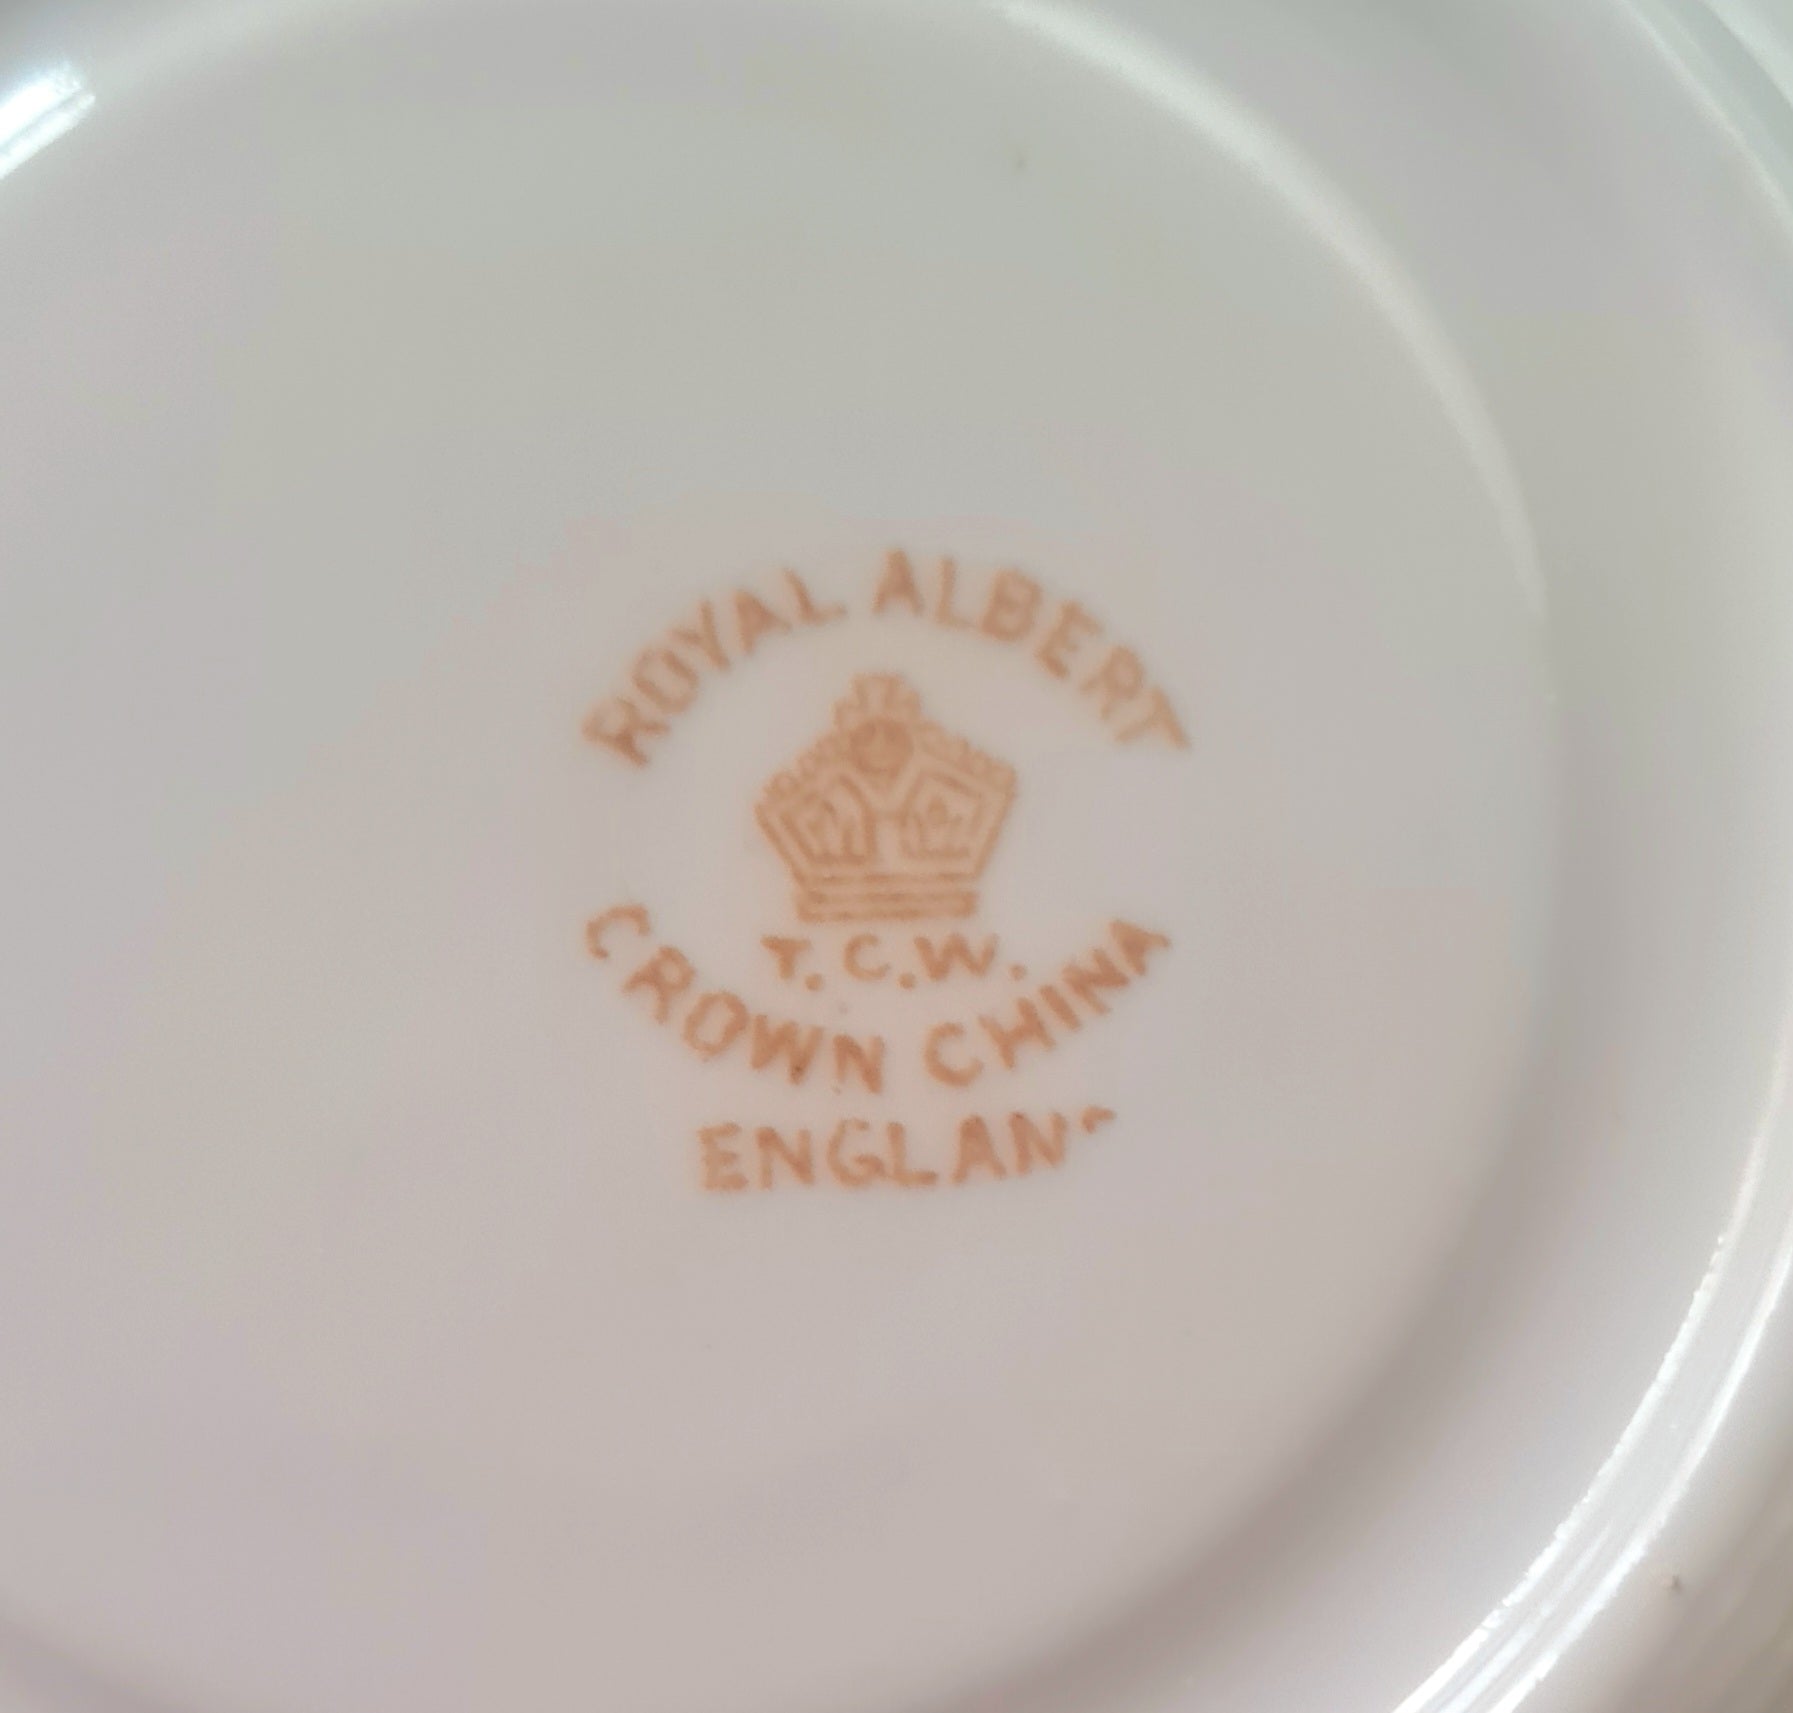 ROYAL ALBERT
T.C.W.
CROWN CHINA
ENGLAN